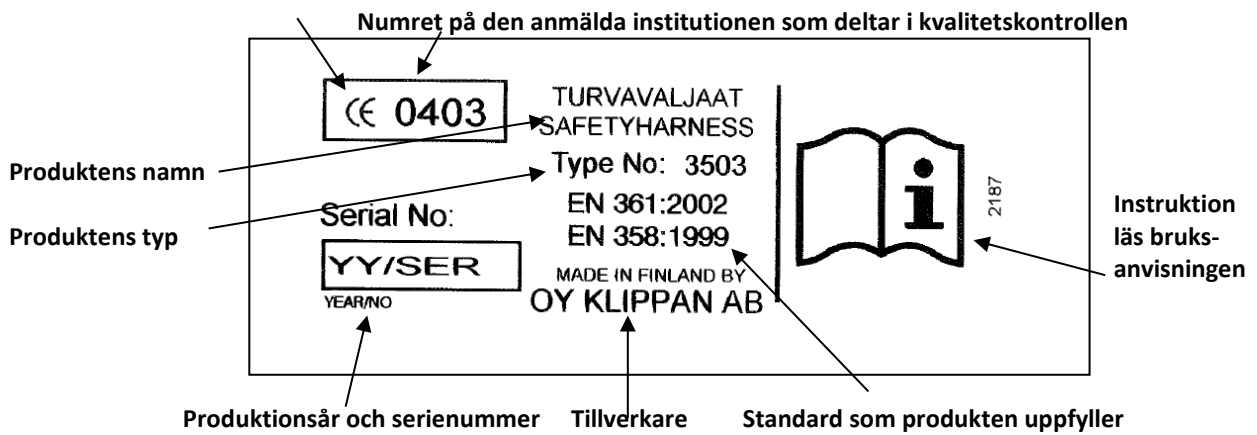 Numret på den anmälda institutionen som deltar i kvalitetskontrollen
CE 0403
TURVAVALJAAT
SAFETYHARNESS
Produktens namn
Type No: 3503
Produktens typ
Serial No:
EN 361:2002
EN 358:1999
YY/SER
YEAR/NO
MADE IN FINLAND BY
OY KLIPPAN AB
2187
Instruktion
läs bruks-
anvisningen
Produktionsår och serienummer
Tillverkare
Standard som produkten uppfyller